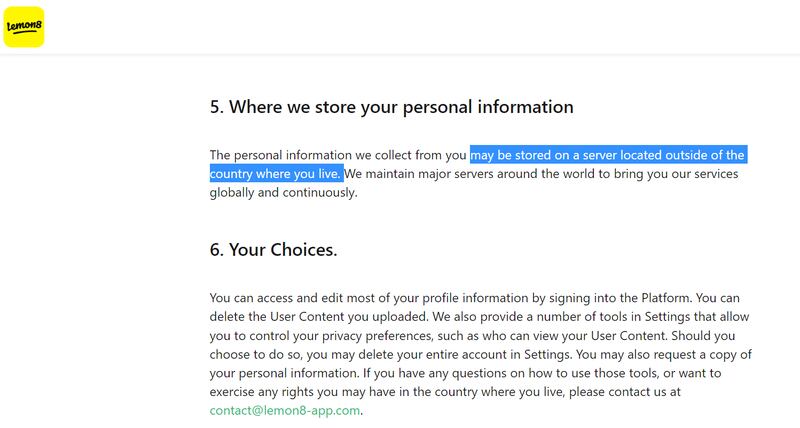 lemon8
5. Where we store your personal information
The personal information we collect from you may be stored on a server located outside of the
country where you live. We maintain major servers around the world to bring you our services
globally and continuously.
6. Your Choices.
You can access and edit most of your profile information by signing into the Platform. You can
delete the User Content you uploaded. We also provide a number of tools in Settings that allow
you to control your privacy preferences, such as who can view your User Content. Should you
choose to do so, you may delete your entire account in Settings. You may also request a copy of
your personal information. If you have any questions on how to use those tools, or want to
exercise any rights you may have in the country where you live, please contact us at
contact@lemon8-app.com.